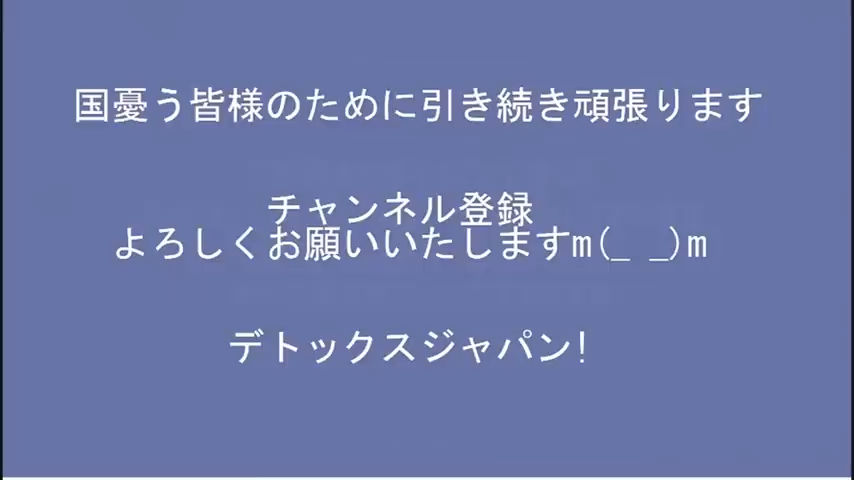 国憂う皆様のために引き続き頑張ります
チャンネル登録
よろしくお願いいたしますm(_ _)m
デトックスジャパン!